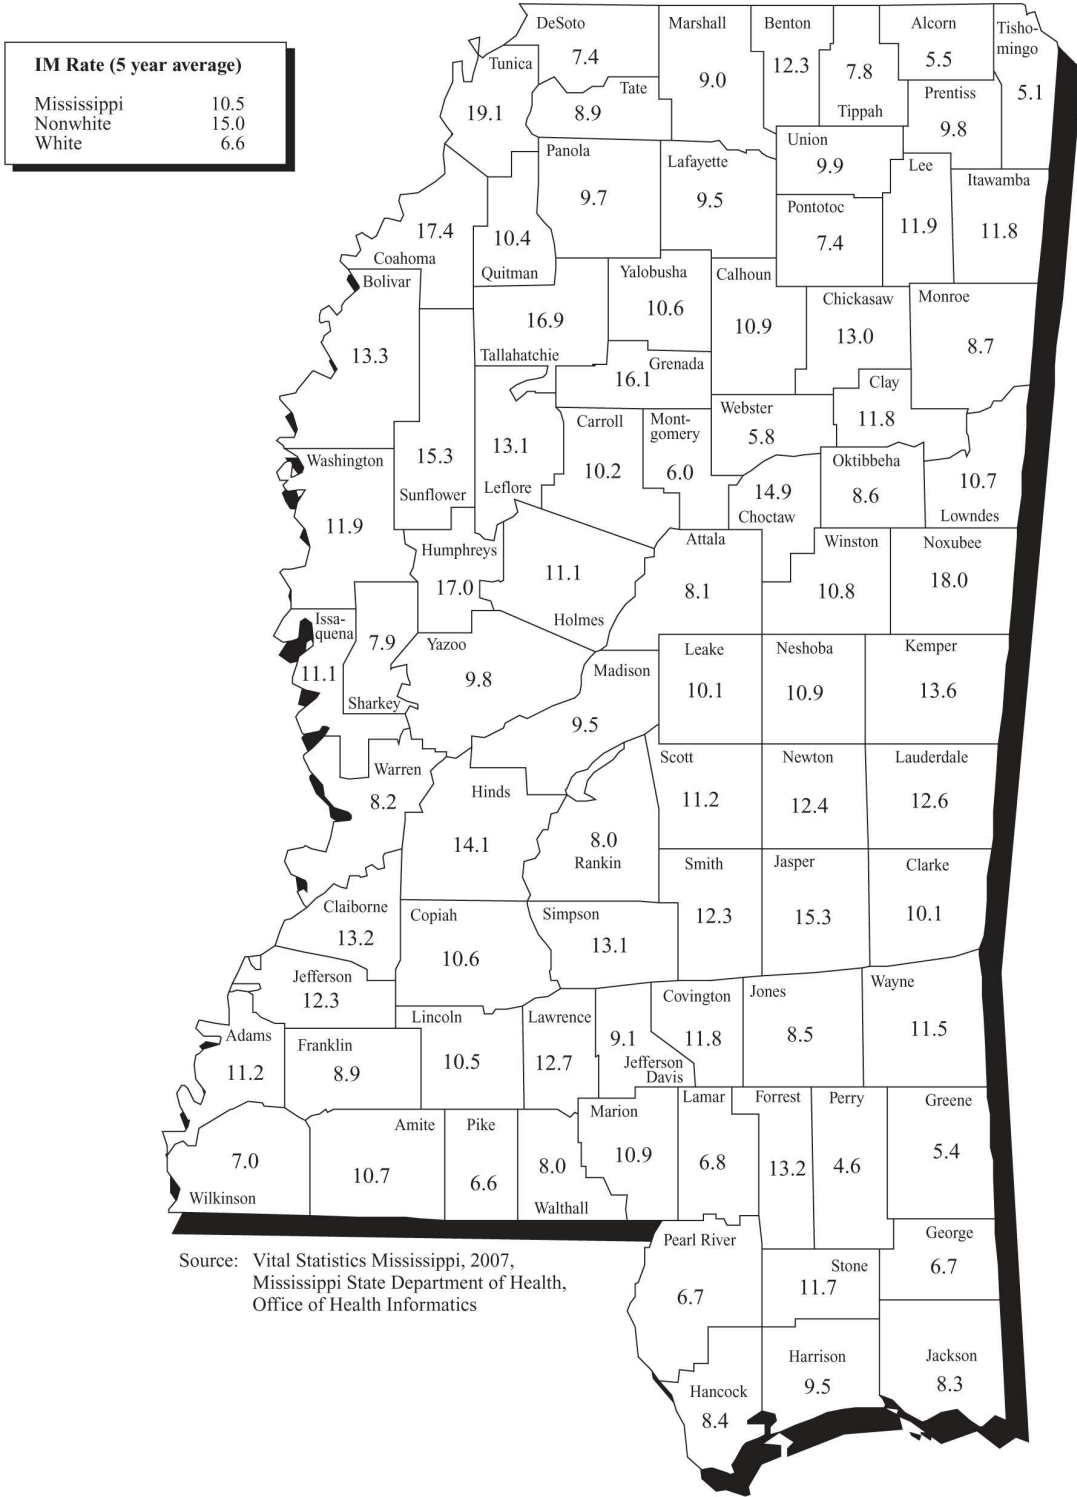 IM Rate (5 year average)
Mississippi 10.5
Nonwhite 15.0
White 6.6
DeSoto
7.4
Marshall
9.0
Benton
12.3
7.8
Tippah
Alcorn
5.5
Tisho-
mingo
5.1
Tunica
19.1
Tate
8.9
Prentiss
9.8
Panola
9.7
Lafayette
9.5
Union
9.9
Lee
11.9
Itawamba
11.8
17.4
Coahoma
10.4
Quitman
Pontotoc
7.4
Bolivar
13.3
16.9
Tallahatchie
Yalobusha
10.6
Calhoun
10.9
Chickasaw
13.0
Monroe
8.7
Grenada
16.1
Clay
11.8
15.3
Sunflower
13.1
Leflore
Carroll
10.2
Mont-
gomery
6.0
Webster
5.8
14.9
Choctaw
Oktibbeha
8.6
10.7
Lowndes
Washington
11.9
Humphreys
17.0
11.1
Holmes
Attala
8.1
Winston
10.8
Noxubee
18.0
Issa-
quena
11.1
7.9
Sharkey
Yazoo
9.8
Madison
9.5
Leake
10.1
Neshoba
10.9
Kemper
13.6
Warren
8.2
Hinds
14.1
8.0
Rankin
Scott
11.2
Newton
12.4
Lauderdale
12.6
Smith
12.3
Jasper
15.3
Clarke
10.1
Claiborne
13.2
Copiah
10.6
Simpson
13.1
Jefferson
12.3
Covington
11.8
Jones
8.5
Wayne
11.5
Adams
11.2
Franklin
8.9
Lincoln
10.5
Lawrence
12.7
9.1
Jefferson
Davis
7.0
Wilkinson
Amite
10.7
Pike
6.6
8.0
Walthall
Marion
10.9
Lamar
6.8
Forrest
13.2
Perry
4.6
Greene
5.4
Pearl River
6.7
Stone
11.7
George
6.7
Hancock
8.4
Harrison
9.5
Jackson
8.3
Source: Vital Statistics Mississippi, 2007,
Mississippi State Department of Health,
Office of Health Informatics